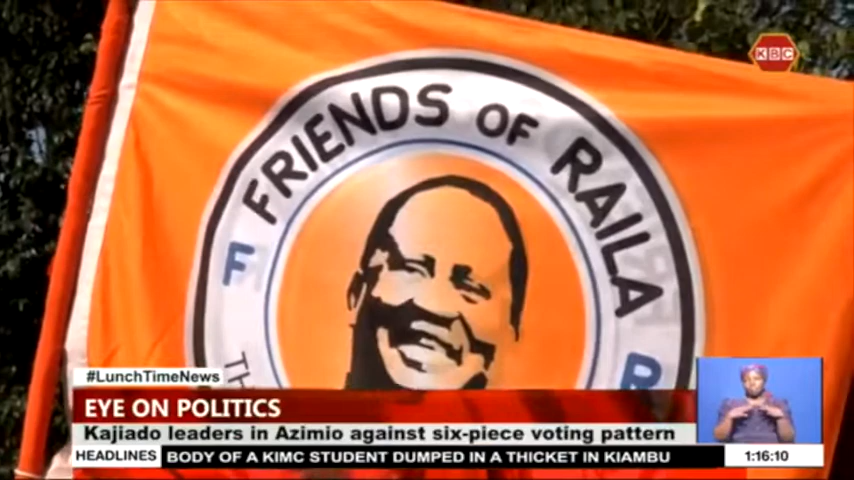 KBC
FRIENDS OF RAILA
F
R
TH
#LunchTimeNews
EYE ON POLITICS
Kajiado leaders in Azimio against six-piece voting pattern
HEADLINES BODY OF A KIMC STUDENT DUMPED IN A THICKET IN KIAMBU 1:16:10